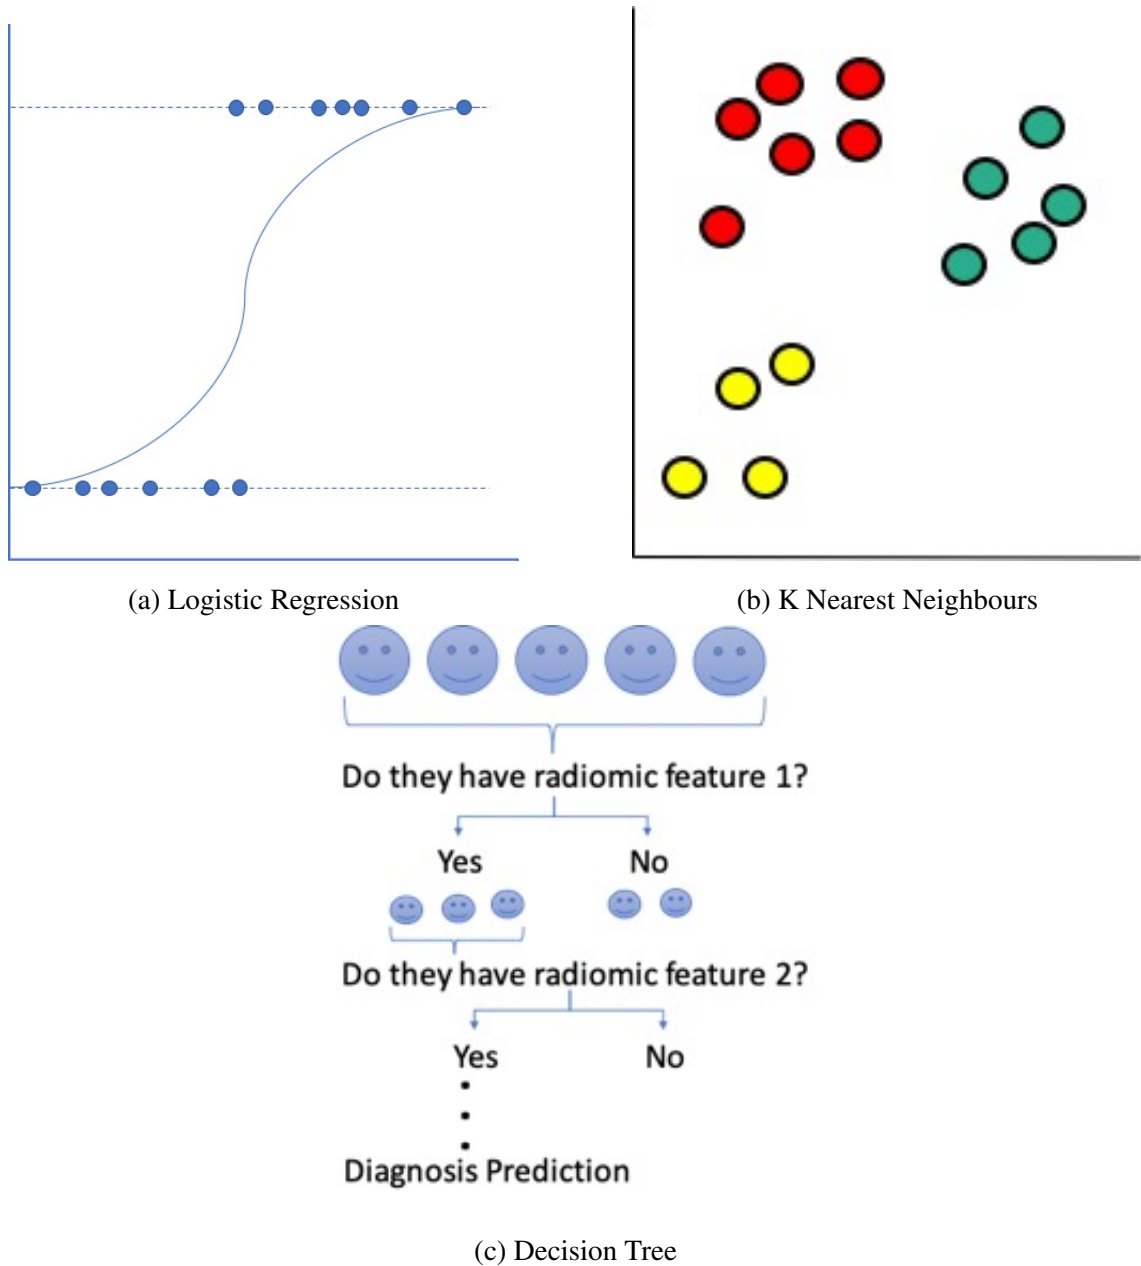 (a) Logistic Regression
(b) K Nearest Neighbours
Do they have radiomic feature 1?
Yes No
Do they have radiomic feature 2?
Yes No
Diagnosis Prediction
(c) Decision Tree